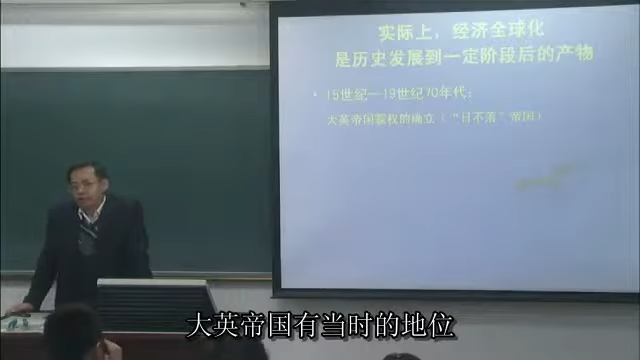 实际上，经济全球化
是历史发展到一定阶段后的产物
• 15世纪—19世纪70年代：
大英帝国霸权的确立（“日不落”帝国）
大英帝国有当时的地位